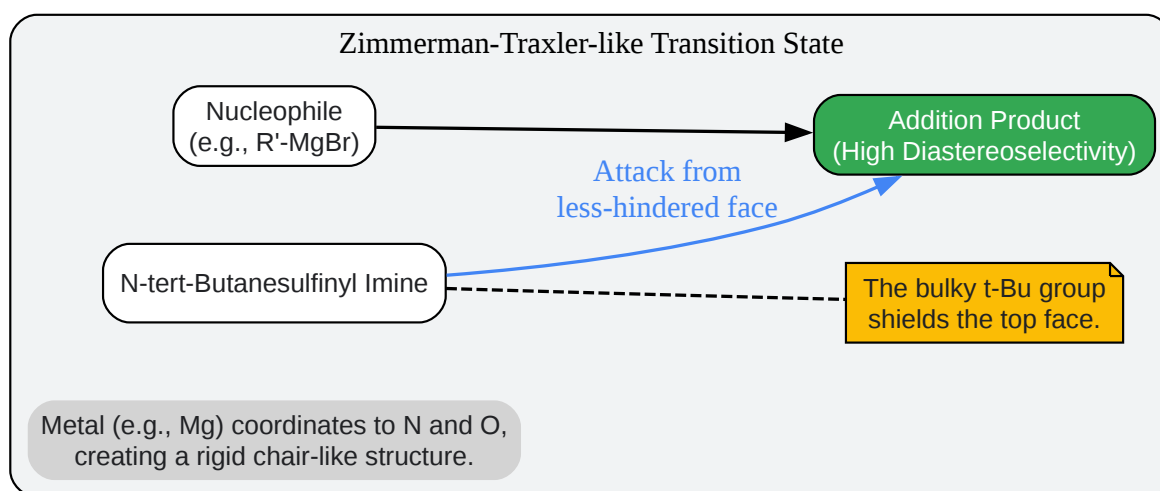 Zimmerman-Traxler-like Transition State
Nucleophile
(e.g., R'-MgBr)
Addition Product
(High Diastereoselectivity)
Attack from
less-hindered face
N-tert-Butanesulfinyl Imine
The bulky t-Bu group
shields the top face.
Metal (e.g., Mg) coordinates to N and O,
creating a rigid chair-like structure.